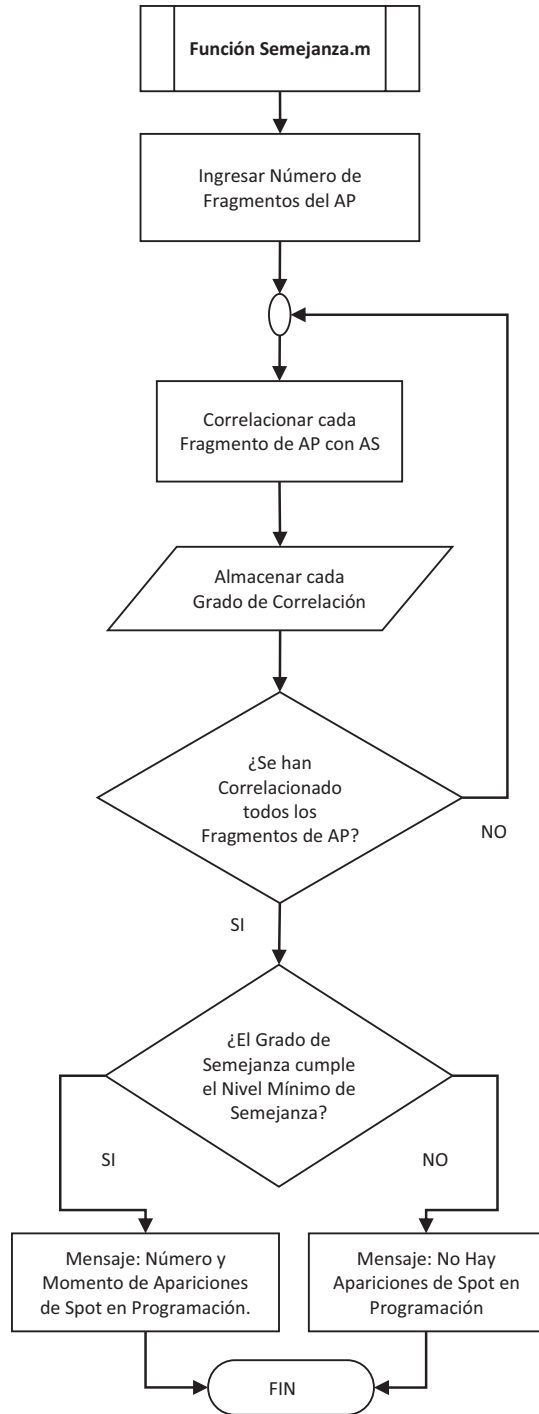 Función Semejanza.m
Ingresar Número de
Fragmentos del AP
Correlacionar cada
Fragmento de AP con AS
Almacenar cada
Grado de Correlación
¿Se han
Correlacionado
todos los
Fragmentos de AP?
NO
SI
¿El Grado de
Semejanza cumple
el Nivel Mínimo de
Semejanza?
SI
NO
Mensaje: Número y
Momento de Apariciones
de Spot en Programación.
Mensaje: No Hay
Apariciones de Spot en
Programación
FIN